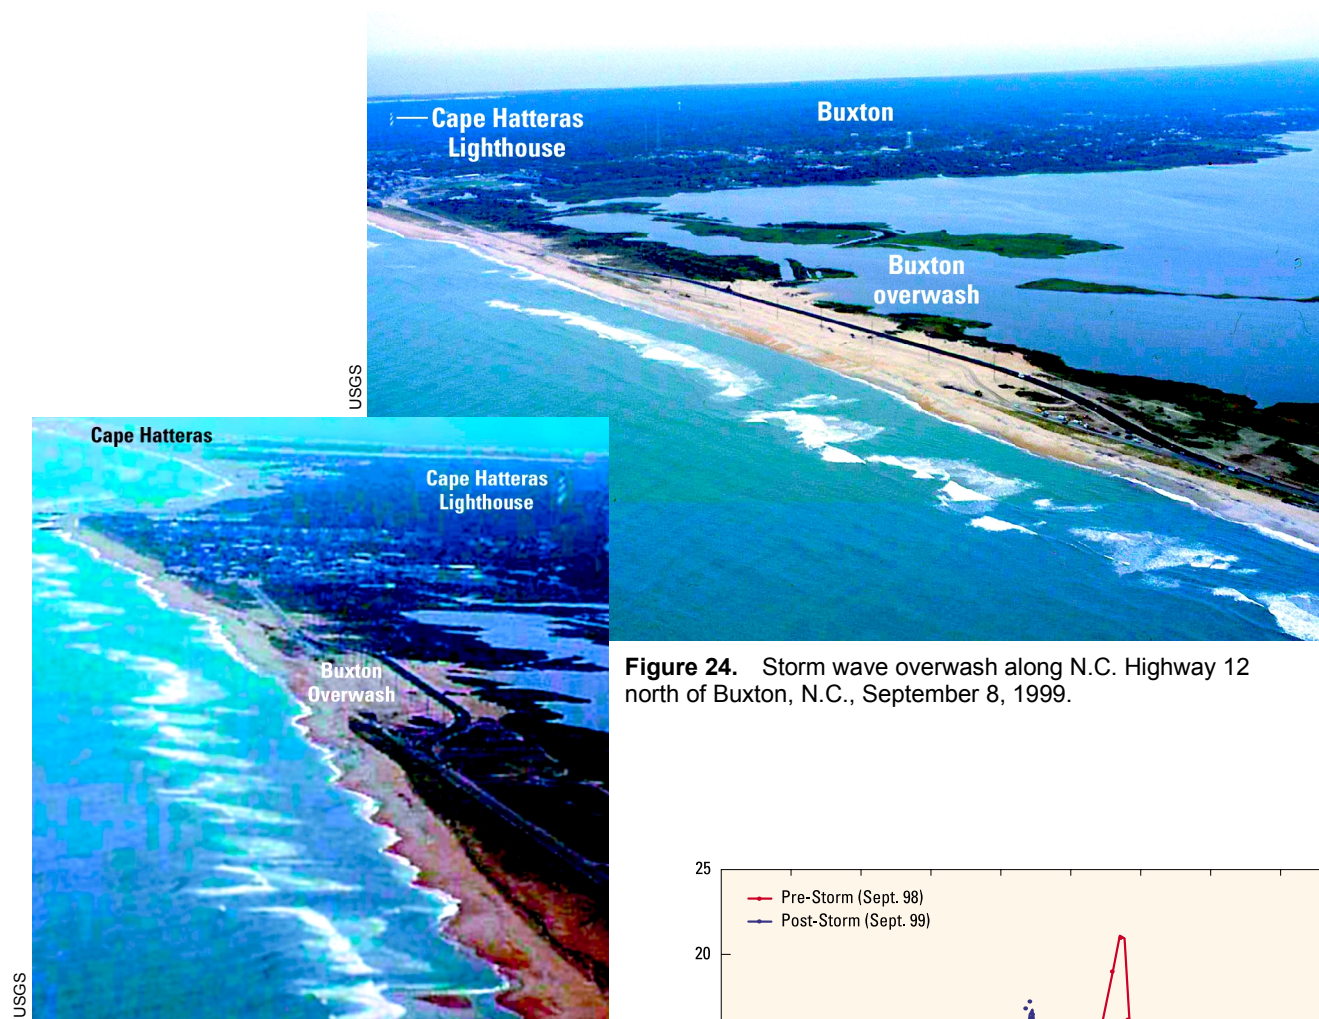 Cape Hatteras
Lighthouse
Buxton
Buxton
overwash
USGS
Cape Hatteras
Cape Hatteras
Lighthouse
Buxton
Overwash
USGS
Figure 24. Storm wave overwash along N.C. Highway 12
north of Buxton, N.C., September 8, 1999.
25
Pre-Storm (Sept. 98)
Post-Storm (Sept. 99)
20